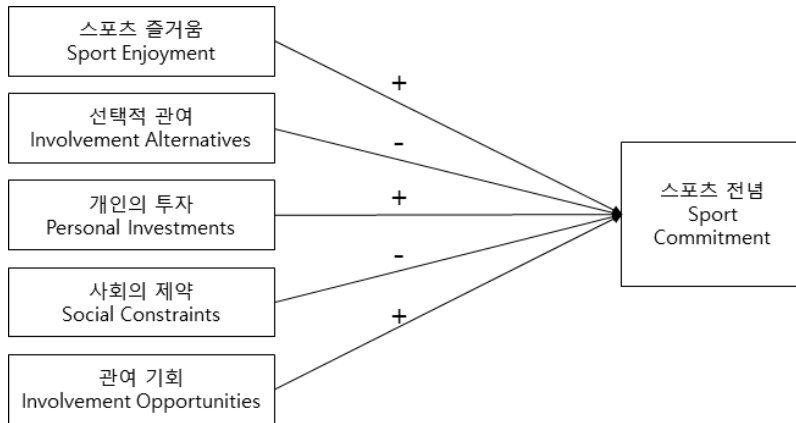 스포츠 즐거움
Sport Enjoyment
+
선택적 관여
Involvement Alternatives
-
개인의 투자
Personal Investments
+
사회의 제약
Social Constraints
-
관여 기회
Involvement Opportunities
+
스포츠 전념
Sport
Commitment